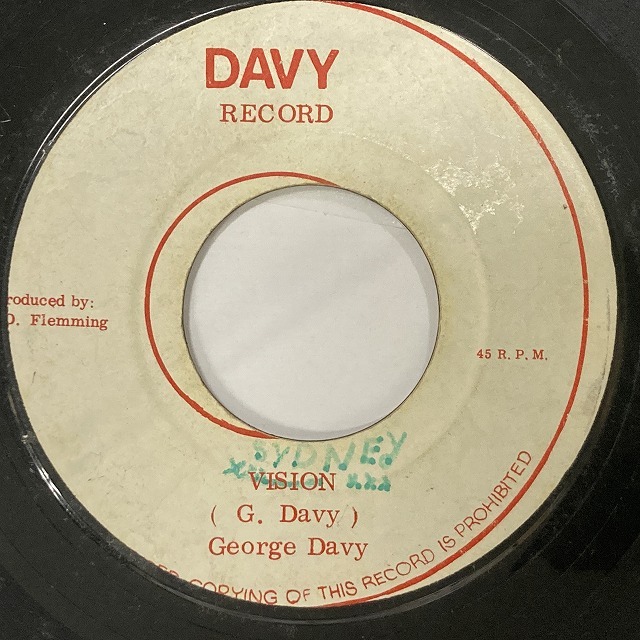 DAVY
RECORD
roduced by:
D. Flemming
45 R. P. M.
SYDNEY
VISION
( G. Davy )
George Davy
COPYING OF THIS RECORD IS PROHIBITED